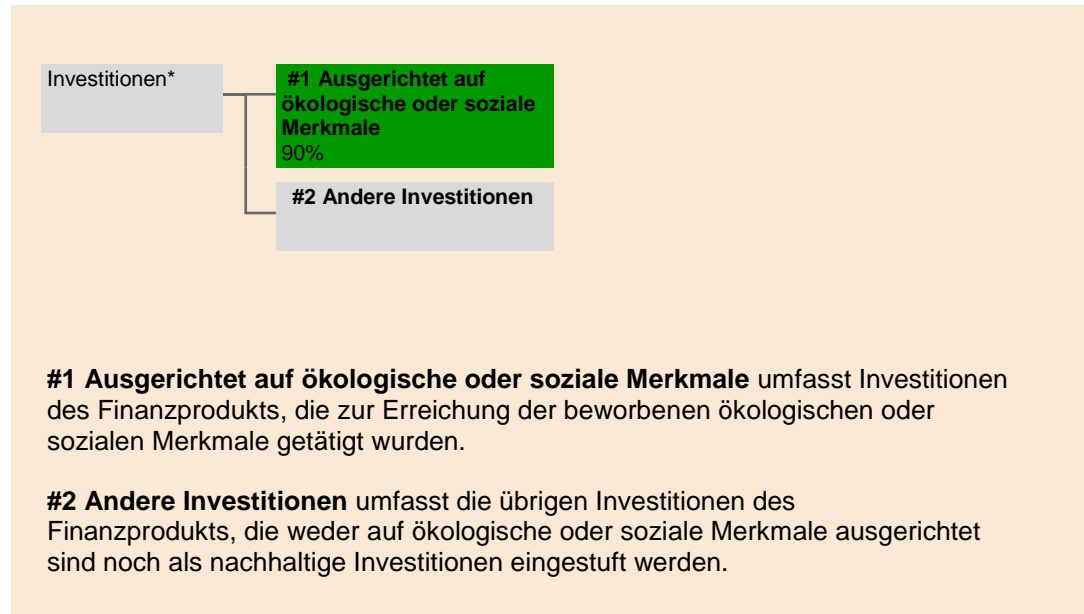 Investitionen*
#1 Ausgerichtet auf
ökologische oder soziale
Merkmale
90%
#2 Andere Investitionen
#1 Ausgerichtet auf ökologische oder soziale Merkmale umfasst Investitionen
des Finanzprodukts, die zur Erreichung der beworbenen ökologischen oder
sozialen Merkmale getätigt wurden.
#2 Andere Investitionen umfasst die übrigen Investitionen des
Finanzprodukts, die weder auf ökologische oder soziale Merkmale ausgerichtet
sind noch als nachhaltige Investitionen eingestuft werden.